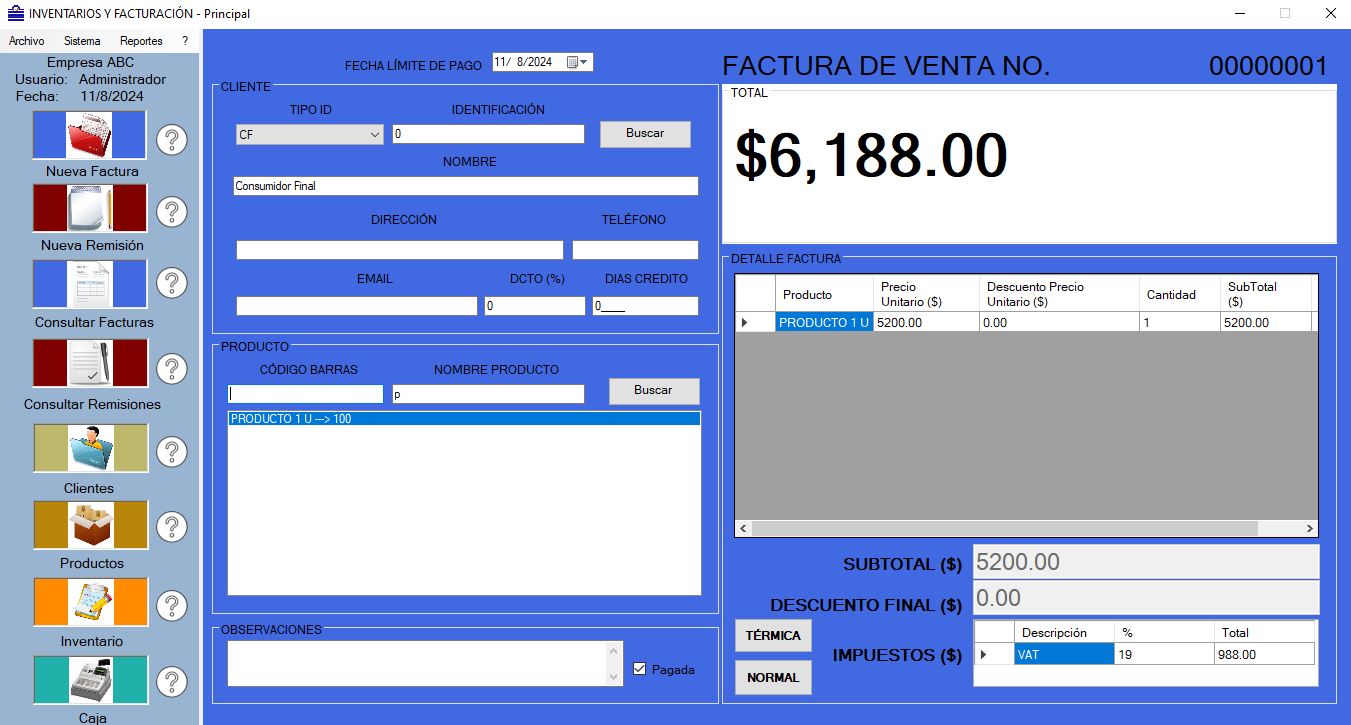 INVENTARIOS Y FACTURACIÓN - Principal
Archivo Sistema Reportes ?
Empresa ABC
Usuario: Administrador
Fecha: 11/8/2024
?
Nueva Factura
?
Nueva Remisión
?
Consultar Facturas
?
Consultar Remisiones
?
Clientes
?
Productos
?
Inventario
?
Caja
FECHA LÍMITE DE PAGO 11/ 8/2024
CLIENTE
TIPO ID IDENTIFICACIÓN
CF 0 Buscar
NOMBRE
Consumidor Final
DIRECCIÓN TELÉFONO
EMAIL DCTO (%) DIAS CREDITO
0 0____
PRODUCTO
CÓDIGO BARRAS NOMBRE PRODUCTO
p Buscar
PRODUCTO 1 U ---> 100
OBSERVACIONES
Pagada
FACTURA DE VENTA NO. 00000001
TOTAL
$6,188.00
DETALLE FACTURA
Producto Precio Unitario ($) Descuento Precio Unitario ($) Cantidad SubTotal ($)
PRODUCTO 1 U 5200.00 0.00 1 5200.00
SUBTOTAL ($) 5200.00
DESCUENTO FINAL ($) 0.00
TÉRMICA
NORMAL
IMPUESTOS ($)
Descripción % Total
VAT 19 988.00